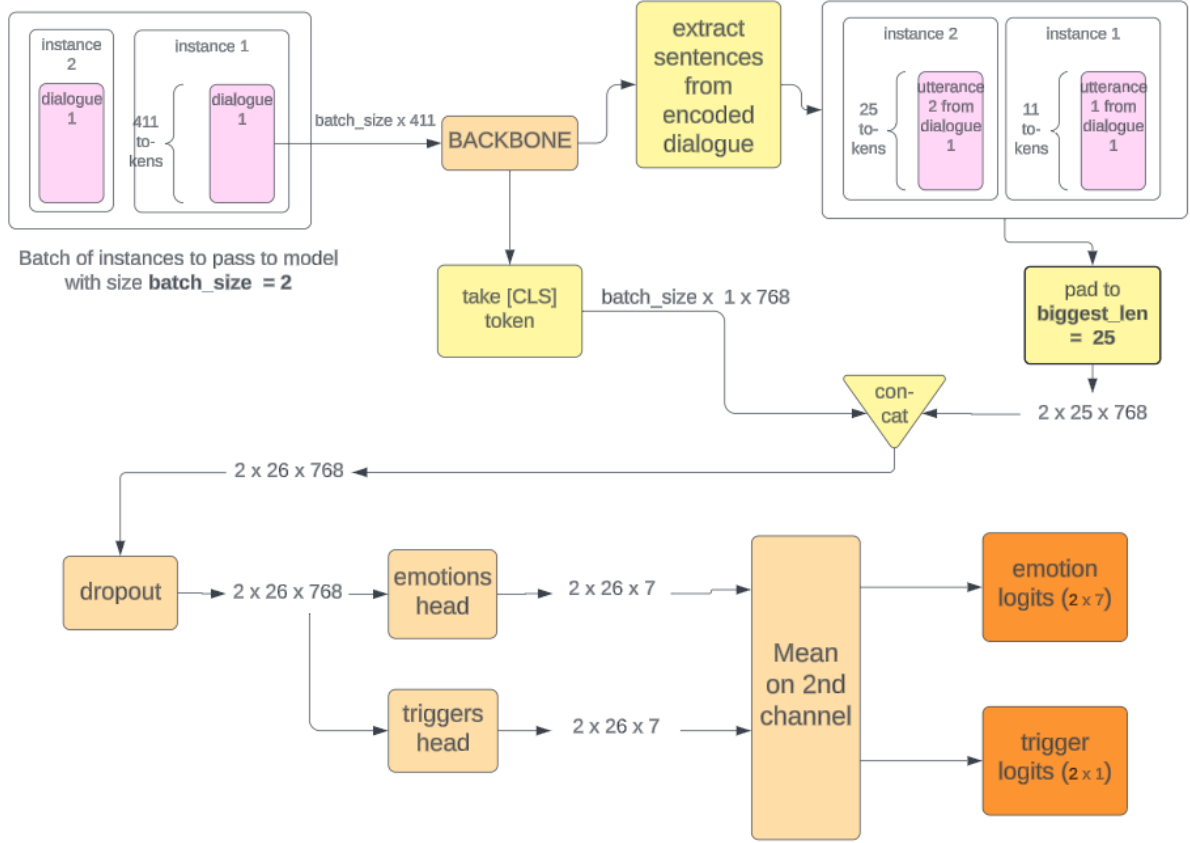 instance
2
dialogue
1
instance 1
411
to-
kens
dialogue
1
batch_size x 411
BACKBONE
extract
sentences
from
encoded
dialogue
instance 2
25
to-
kens
utterance
2 from
dialogue
1
instance 1
11
to-
kens
utterance
1 from
dialogue
1
Batch of instances to pass to model
with size batch_size = 2
take [CLS]
token
batch_size x 1 x 768
pad to
biggest_len
= 25
con-
cat
2 x 25 x 768
2 x 26 x 768
dropout
2 x 26 x 768
emotions
head
2 x 26 x 7
triggers
head
2 x 26 x 7
Mean
on 2nd
channel
emotion
logits (2 x 7)
trigger
logits (2 x 1)